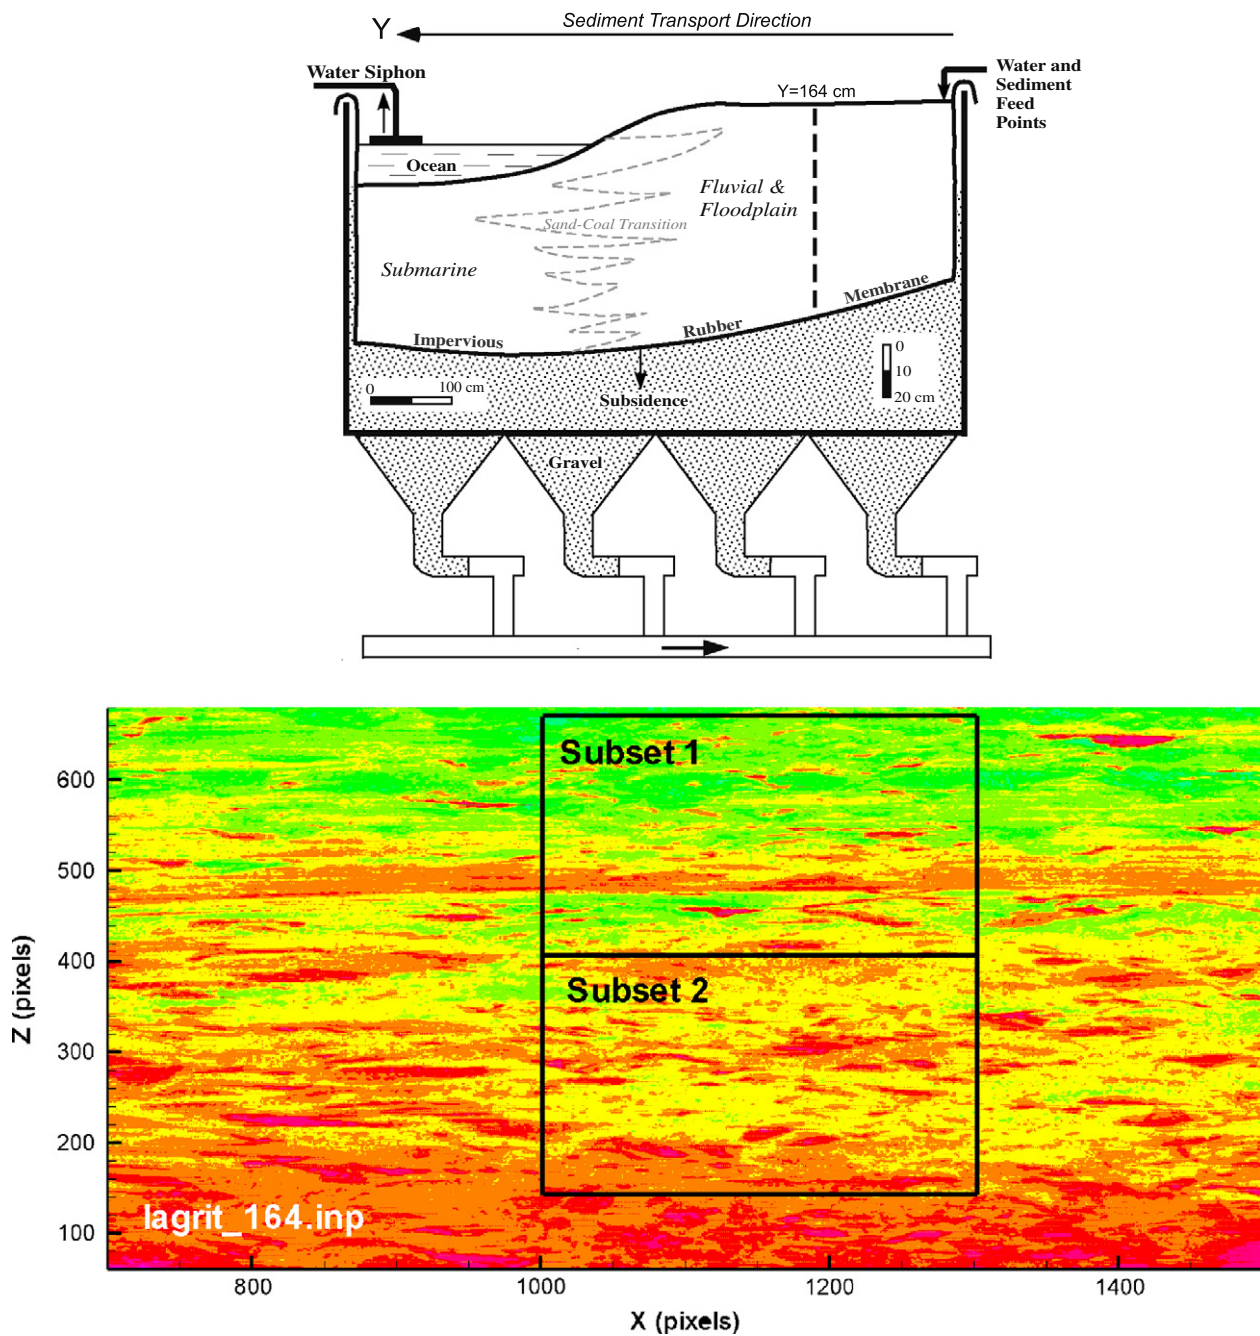 Sediment Transport Direction
Y
Water Siphon
Water and
Sediment
Feed
Points
Y=164 cm
Ocean
Fluvial &
Floodplain
Sand-Coal Transition
Submarine
Membrane
Rubber
Impervious
0
100 cm
Subsidence
0
10
20 cm
Gravel
Subset 1
600
500
400
Subset 2
300
200
100
Z (pixels)
lagrit_164.inp
800
1000
1200
1400
X (pixels)